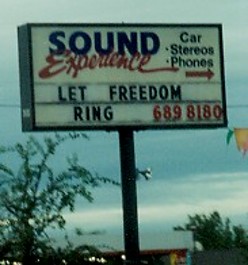 SOUND
Experience
Car
·Stereos
·Phones
LET FREEDOM
RING 689 8180